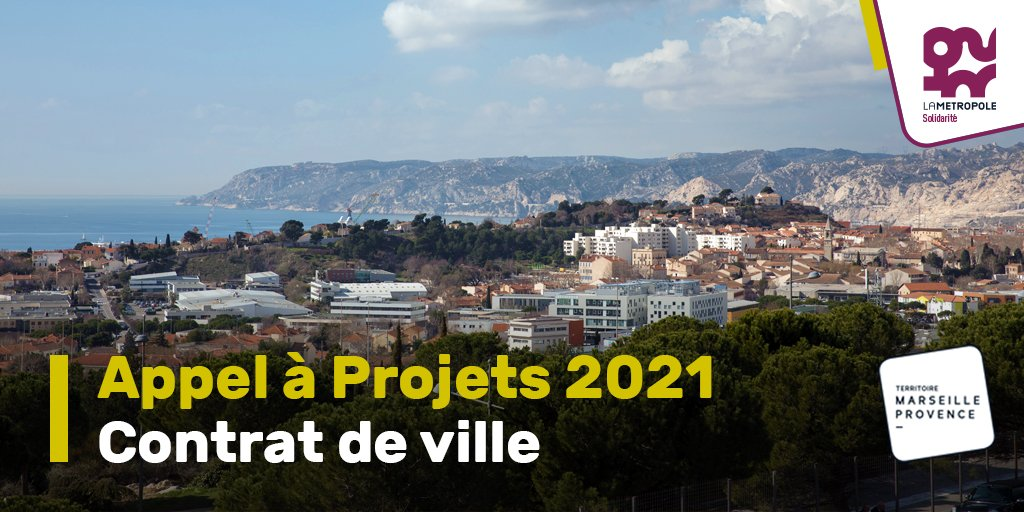 LAMETROPOLE
Solidarité
Appel à Projets 2021
Contrat de ville
TERRITOIRE
MARSEILLE
PROVENCE